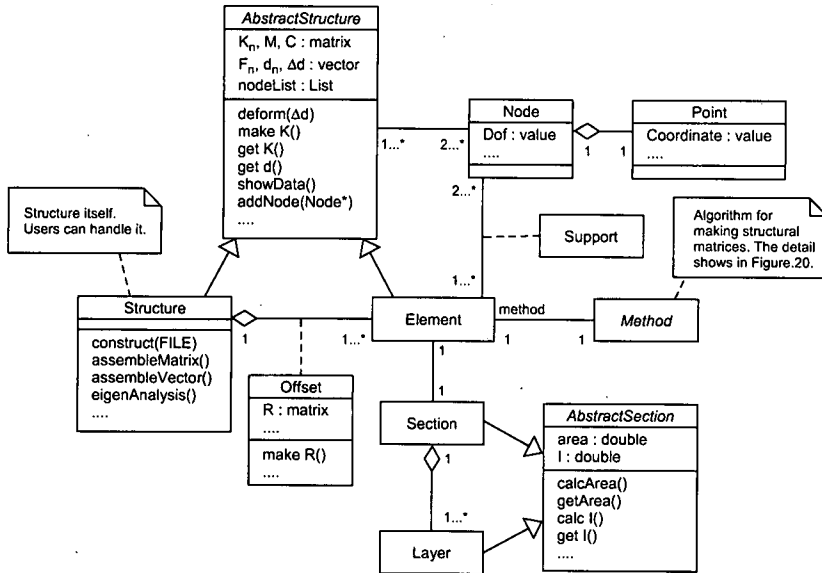 AbstractStructure
Kn, M, C : matrix
Fn, dn, Δd : vector
nodeList : List
deform(Δd)
make K()
get K()
get d()
showData()
addNode(Node*)
....
1...*
2...*
Node
Dof : value
....
1
1
Point
Coordinate : value
....
2...*
1...*
Support
Structure itself.
Users can handle it.
Algorithm for
making structural
matrices. The detail
shows in Figure.20.
Structure
construct(FILE)
assembleMatrix()
assembleVector()
eigenAnalysis()
....
1
1...*
Element
method
1
1
Method
Offset
R : matrix
....
make R()
....
1
1
Section
1
1...*
Layer
AbstractSection
area : double
I : double
calcArea()
getArea()
calc I()
get I()
....